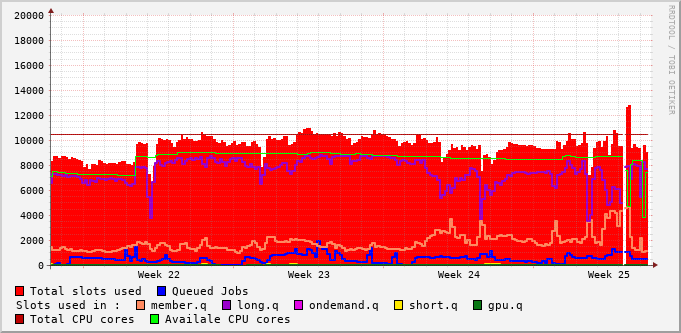 RRDTOOL / TOBI OETIKER
20000
18000
16000
14000
12000
10000
8000
6000
4000
2000
0
Week 22 Week 23 Week 24 Week 25
Total slots used Queued Jobs
Slots used in : member.q long.q ondemand.q short.q gpu.q
Total CPU cores Availale CPU cores